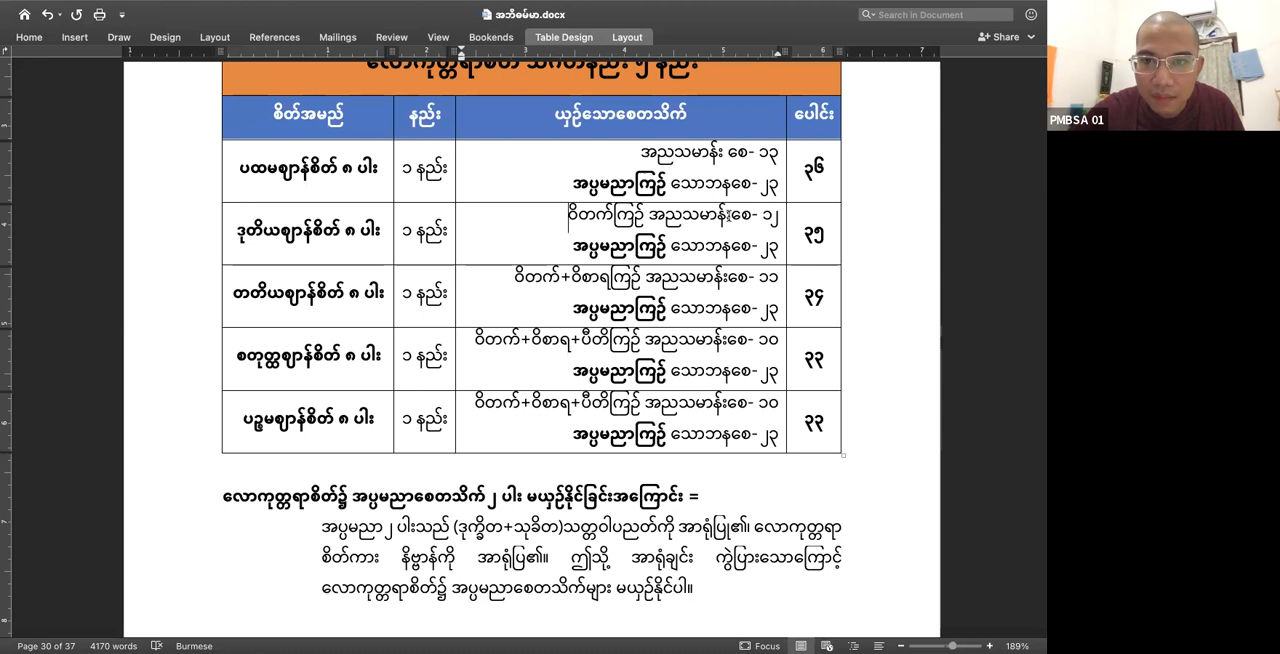 အဘိဓမ်မာ.docx
Search in Document
Home Insert Draw Design Layout References Mailings Review View Bookends Table Design Layout
Share
လောကုတ္တရာစိတ် သင်္ဂဟနည်း ၅ နည်း
စိတ်အမည် နည်း ယှဉ်သောစေတသိက် ပေါင်း
ပထမဈာန်စိတ် ၈ ပါး ၁ နည်း အညသမာန်း စေ- ၁၃ ၃၆
အပ္ပမညာကြဉ် သောဘနစေ-၂၃
ဒုတိယဈာန်စိတ် ၈ ပါး ၁ နည်း ဝိတက်ကြဉ် အညသမာန်းစေ- ၁၂ ၃၅
အပ္ပမညာကြဉ် သောဘနစေ-၂၃
တတိယဈာန်စိတ် ၈ ပါး ၁ နည်း ဝိတက်+ဝိစာရကြဉ် အညသမာန်းစေ- ၁၁ ၃၄
အပ္ပမညာကြဉ် သောဘနစေ-၂၃
စတုတ္ထဈာန်စိတ် ၈ ပါး ၁ နည်း ဝိတက်+ဝိစာရ+ပီတိကြဉ် အညသမာန်းစေ- ၁၀ ၃၃
အပ္ပမညာကြဉ် သောဘနစေ-၂၃
ပဉ္စမဈာန်စိတ် ၈ ပါး ၁ နည်း ဝိတက်+ဝိစာရ+ပီတိကြဉ် အညသမာန်းစေ- ၁၀ ၃၃
အပ္ပမညာကြဉ် သောဘနစေ-၂၃
လောကုတ္တရာစိတ်၌ အပ္ပမညာစေတသိက်၂ ပါး မယှဉ်နိုင်ခြင်းအကြောင်း =
အပ္ပမညာ၂ ပါးသည် (ဒုက္ခိတ+သုခိတ)သတ္တဝါပညတ်ကို အာရုံပြု၏၊ လောကုတ္တရာ
စိတ်ကား နိဗ္ဗာန်ကို အာရုံပြု၏။ ဤသို့ အာရုံချင်း ကွဲပြားသောကြောင့်
လောကုတ္တရာစိတ်၌ အပ္ပမညာစေတသိက်များ မယှဉ်နိုင်ပါ။
PMBSA 01
Page 30 of 37 4170 words Burmese Focus 189%